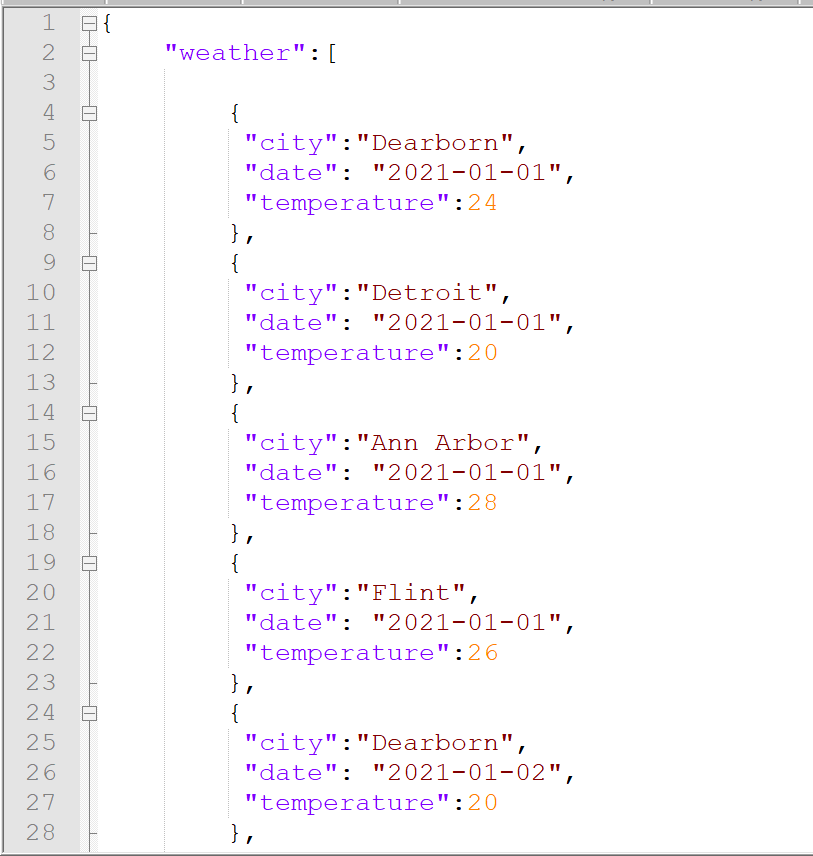 1 {
2 "weather":[
3
4 {
5 "city":"Dearborn",
6 "date": "2021-01-01",
7 "temperature":24
8 },
9 {
10 "city":"Detroit",
11 "date": "2021-01-01",
12 "temperature":20
13 },
14 {
15 "city":"Ann Arbor",
16 "date": "2021-01-01",
17 "temperature":28
18 },
19 {
20 "city":"Flint",
21 "date": "2021-01-01",
22 "temperature":26
23 },
24 {
25 "city":"Dearborn",
26 "date": "2021-01-02",
27 "temperature":20
28 },